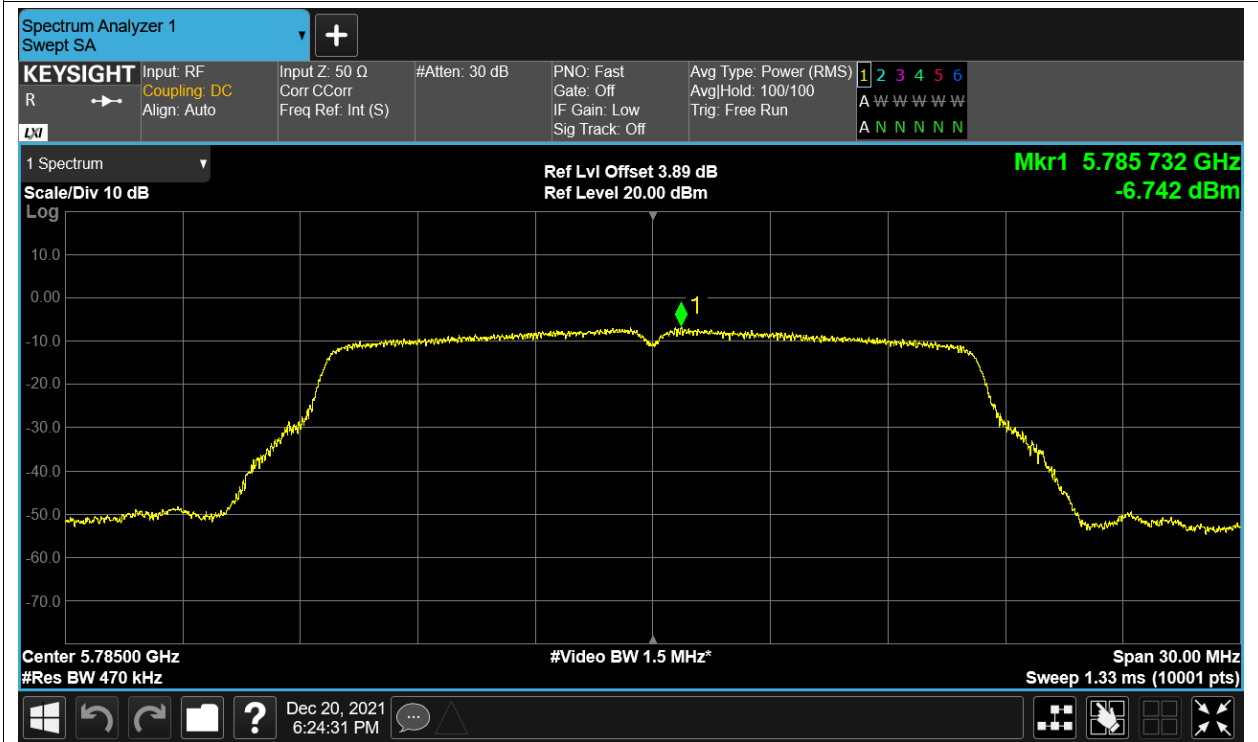 Spectrum Analyzer 1
Swept SA
KEYSIGHT
R
LXI
Input: RF
Coupling: DC
Align: Auto
Input Z: 50 Ω
Corr CCorr
Freq Ref: Int (S)
#Atten: 30 dB
PNO: Fast
Gate: Off
IF Gain: Low
Sig Track: Off
Avg Type: Power (RMS)
Avg|Hold: 100/100
Trig: Free Run
1 2 3 4 5 6
A W W W W W
A N N N N N
1 Spectrum
Scale/Div 10 dB
Log
Ref Lvl Offset 3.89 dB
Ref Level 20.00 dBm
Mkr1 5.785 732 GHz
-6.742 dBm
10.0
0.00
-10.0
-20.0
-30.0
-40.0
-50.0
-60.0
-70.0
1
Center 5.78500 GHz
#Res BW 470 kHz
#Video BW 1.5 MHz*
Span 30.00 MHz
Sweep 1.33 ms (10001 pts)
?
Dec 20, 2021
6:24:31 PM